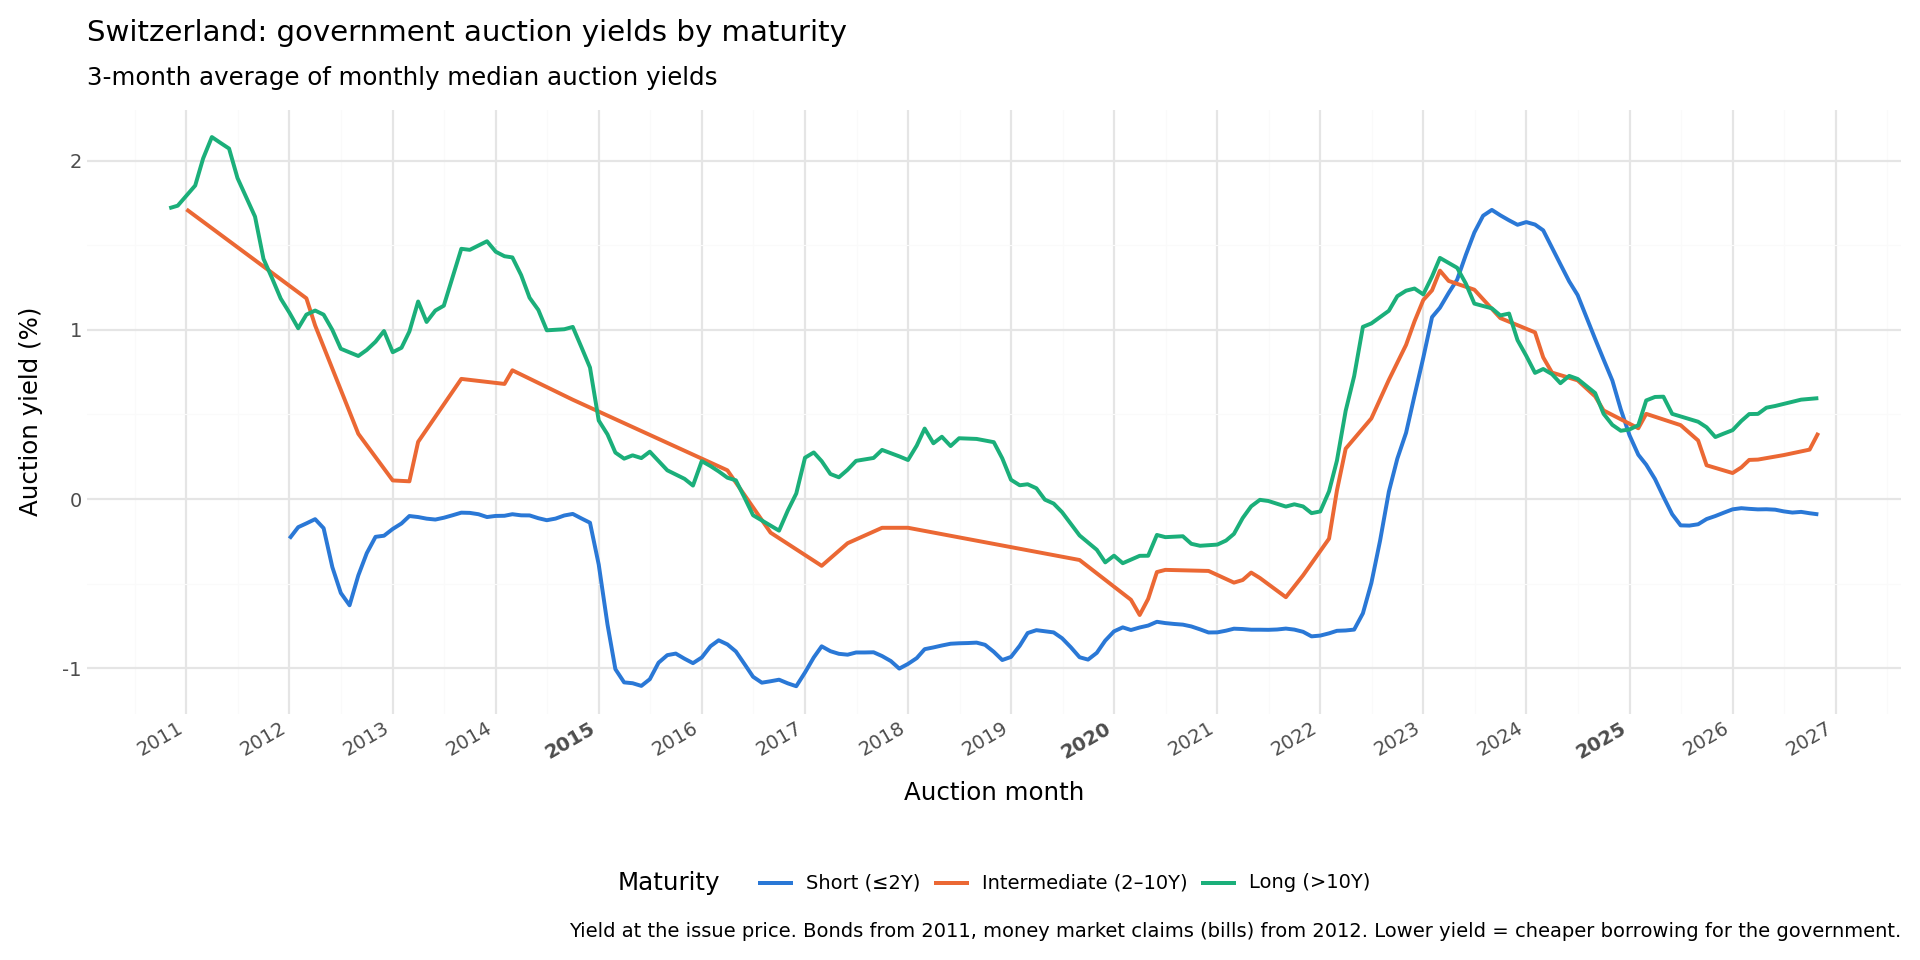 Switzerland: government auction yields by maturity
3-month average of monthly median auction yields
Auction yield (%)
2
1
0
-1
2011
2012
2013
2014
2015
2016
2017
2018
2019
2020
2021
2022
2023
2024
2025
2026
2027
Auction month
Maturity
Short (≤2Y)
Intermediate (2–10Y)
Long (>10Y)
Yield at the issue price. Bonds from 2011, money market claims (bills) from 2012. Lower yield = cheaper borrowing for the government.